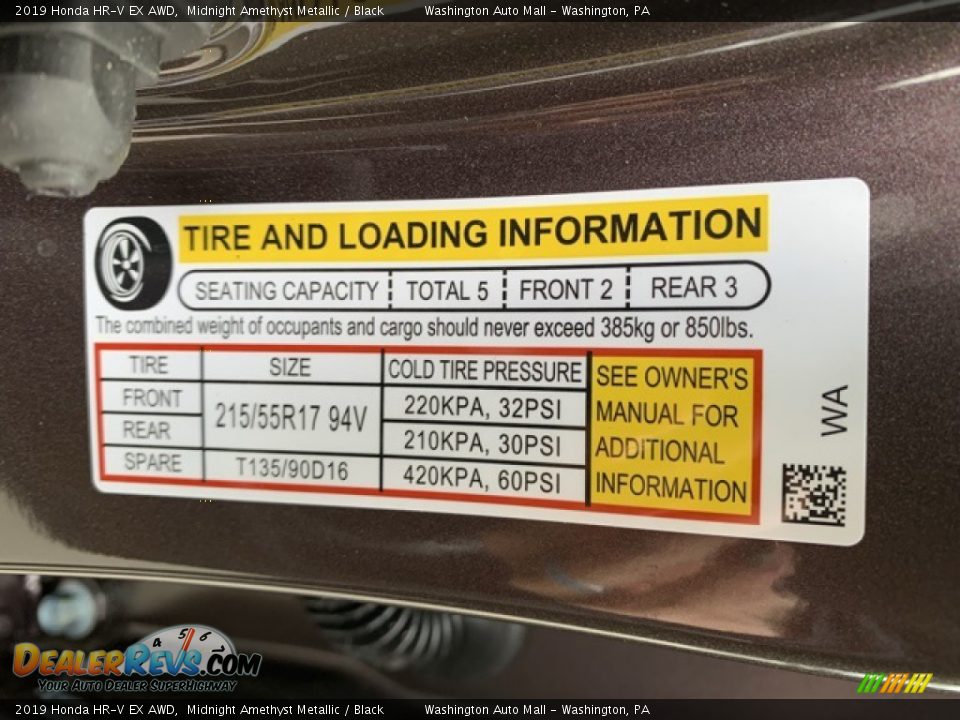 2019 Honda HR-V EX AWD, Midnight Amethyst Metallic / Black Washington Auto Mall - Washington, PA
TIRE AND LOADING INFORMATION
SEATING CAPACITY TOTAL 5 FRONT 2 REAR 3
The combined weight of occupants and cargo should never exceed 385kg or 850lbs.
TIRE SIZE COLD TIRE PRESSURE
FRONT 215/55R17 94V 220KPA, 32PSI
REAR 210KPA, 30PSI
SPARE T135/90D16 420KPA, 60PSI
SEE OWNER'S
MANUAL FOR
ADDITIONAL
INFORMATION
WA
4 5 6 7
DEALERREVS.COM
YOUR AUTO DEALER SUPERHIGHWAY
2019 Honda HR-V EX AWD, Midnight Amethyst Metallic / Black Washington Auto Mall - Washington, PA